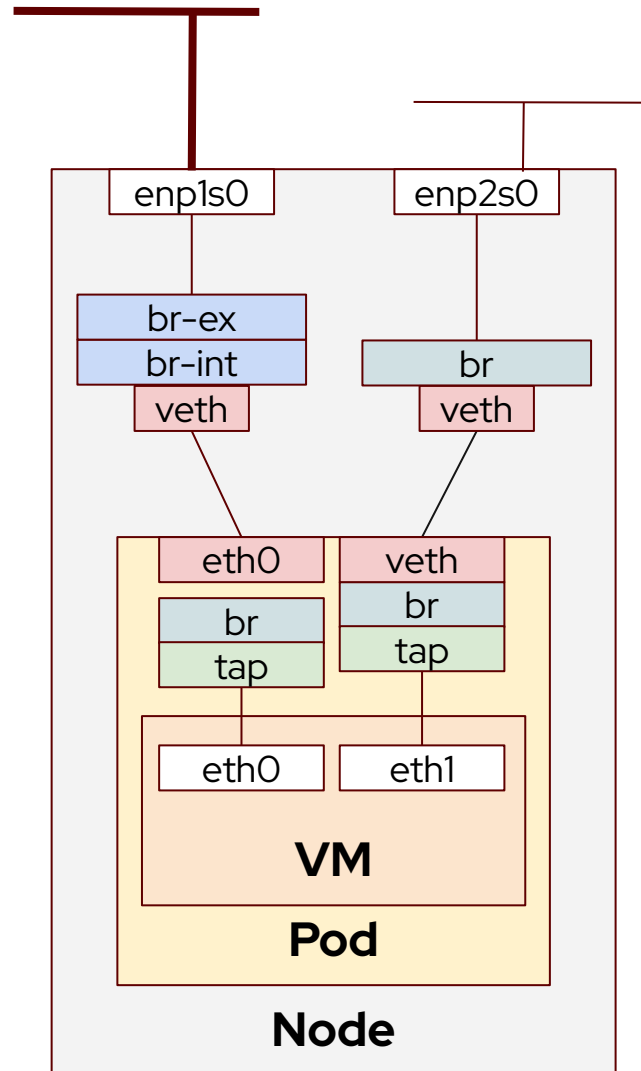 enp1s0
enp2s0
br-ex
br-int
br
veth
veth
eth0
veth
br
br
tap
tap
eth0
eth1
VM
Pod
Node